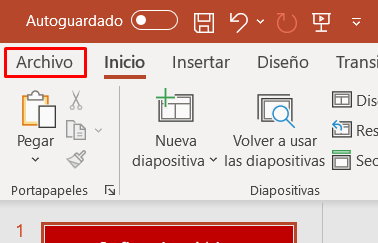 Autoguardado
Archivo Inicio Insertar Diseño
Pegar
Nueva diapositiva
Volver a usar las diapositivas
Portapapeles
Diapositivas
1